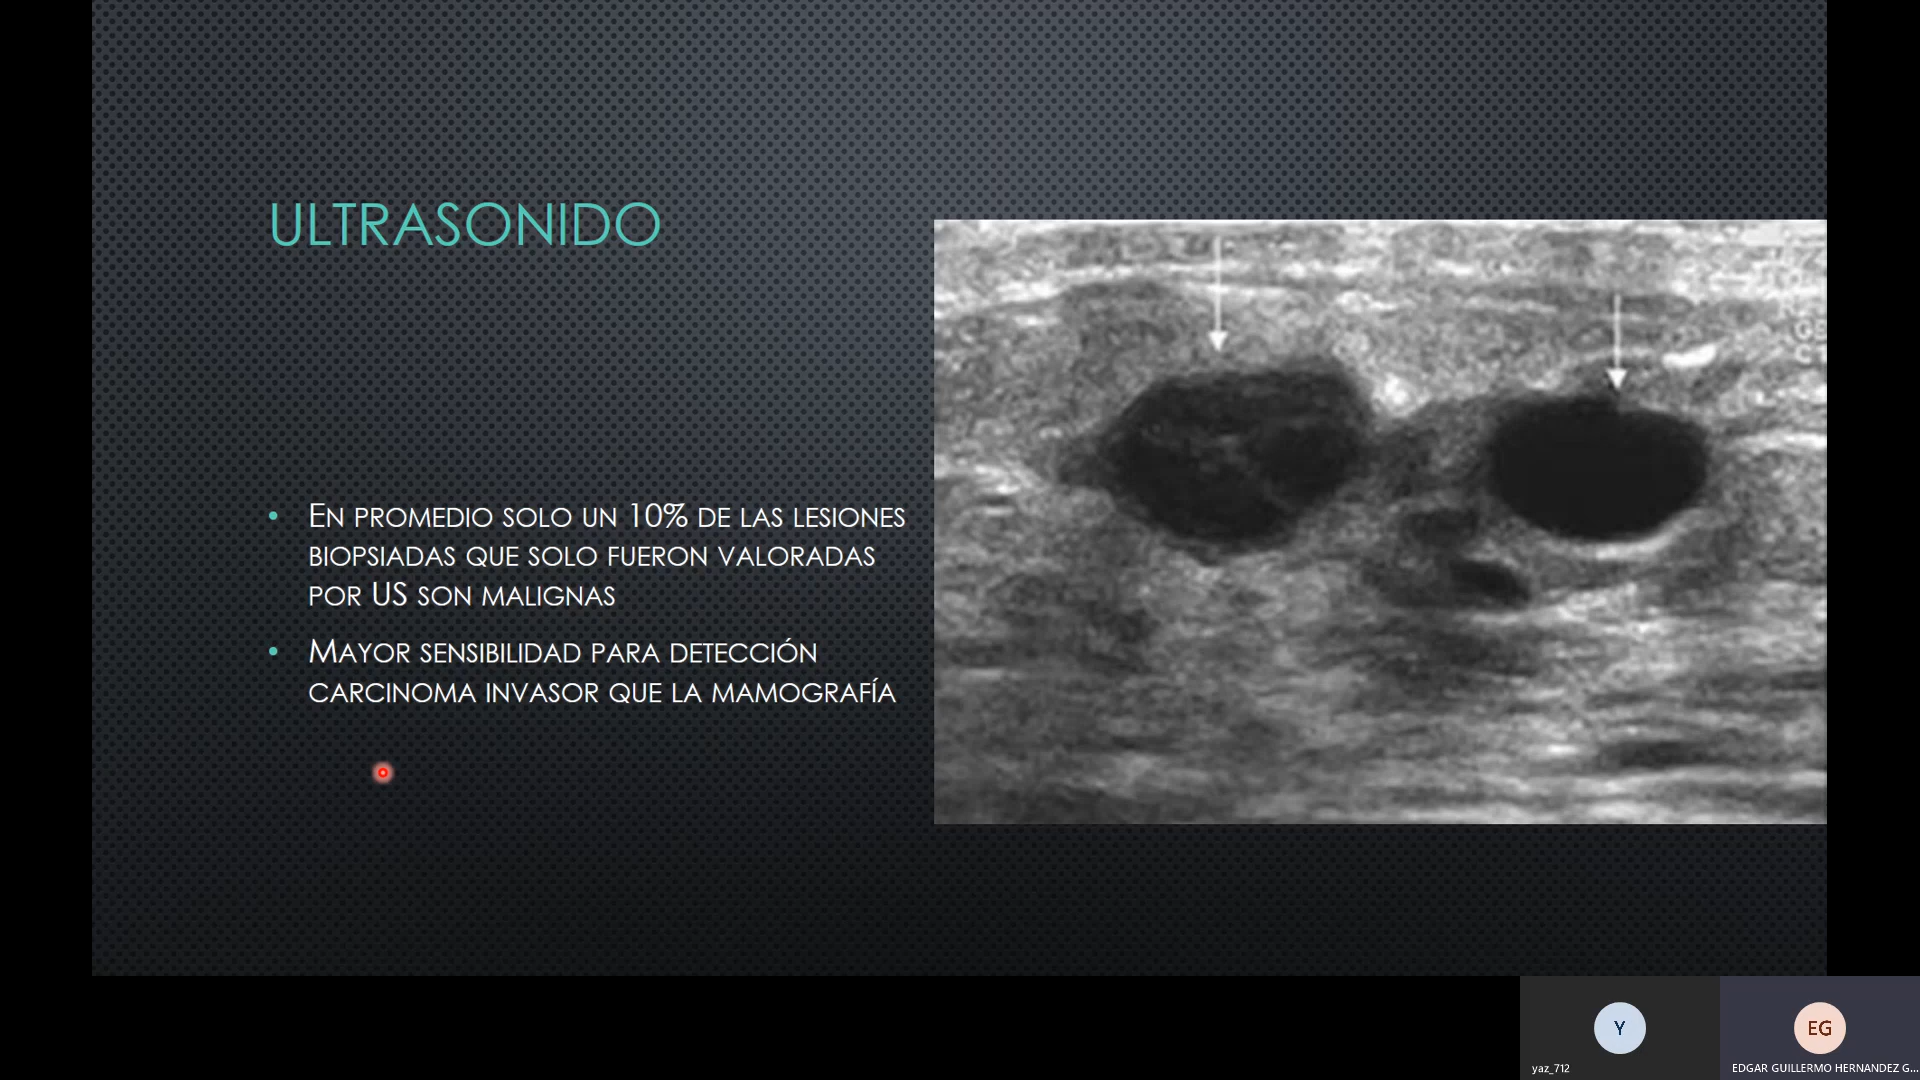 ULTRASONIDO
• EN PROMEDIO SOLO UN 10% DE LAS LESIONES
BIOPSIADAS QUE SOLO FUERON VALORADAS
POR US SON MALIGNAS
• MAYOR SENSIBILIDAD PARA DETECCIÓN
CARCINOMA INVASOR QUE LA MAMOGRAFÍA
Y
EG
yaz_712
EDGAR GUILLERMO HERNANDEZ G...